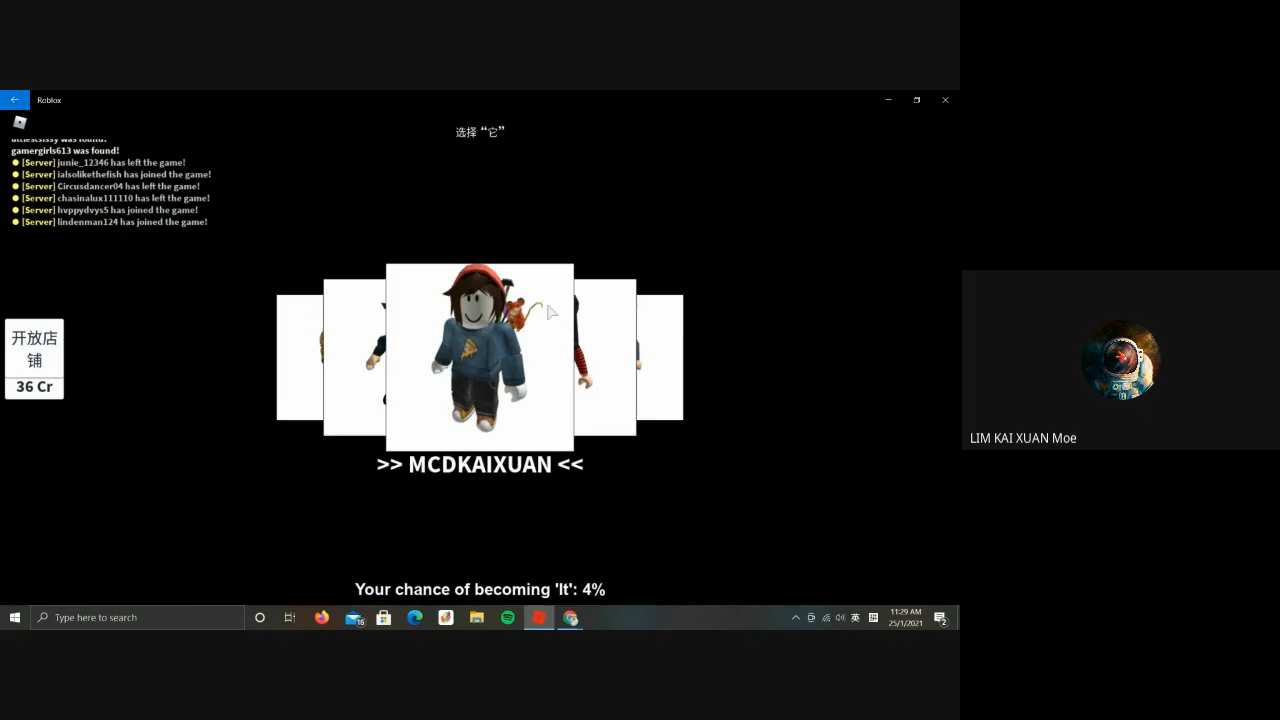 Roblox
选择“它”
gamergirls613 was found!
[Server] junie_12346 has left the game!
[Server] ialsolikethefish has joined the game!
[Server] Circusdancer04 has left the game!
[Server] chasinalux111110 has left the game!
[Server] hvppydvys5 has joined the game!
[Server] lindenman124 has joined the game!
开放店
铺
36 Cr
LIM KAI XUAN Moe
>> MCDKAIXUAN <<
Your chance of becoming 'It': 4%
Type here to search
16
英
11:29 AM
25/1/2021
2